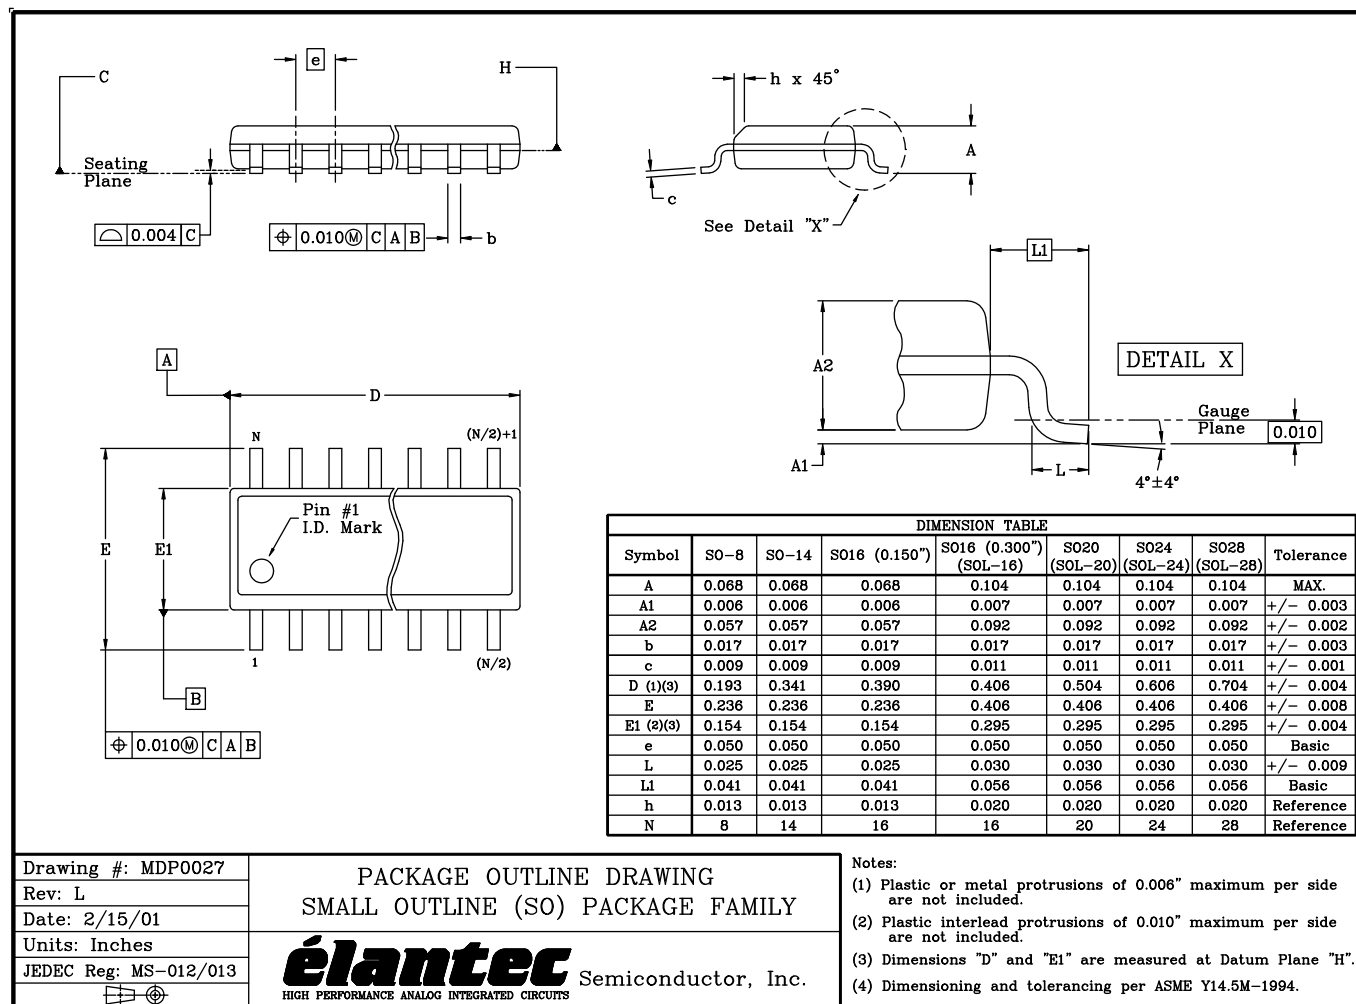 e
C
H
Seating
Plane
0.004 C
0.010Ⓜ C A B
b
h x 45°
A
c
See Detail "X"
L1
A2
DETAIL X
Gauge
Plane
0.010
A1
L
4°±4°
A
D
N
(N/2)+1
Pin #1
I.D. Mark
E
E1
1
(N/2)
B
0.010Ⓜ C A B
DIMENSION TABLE
Symbol SO-8 SO-14 SO16 (0.150") SO16 (0.300") (SOL-16) SO20 (SOL-20) SO24 (SOL-24) SO28 (SOL-28) Tolerance
A 0.068 0.068 0.068 0.104 0.104 0.104 0.104 MAX.
A1 0.006 0.006 0.006 0.007 0.007 0.007 0.007 +/- 0.003
A2 0.057 0.057 0.057 0.092 0.092 0.092 0.092 +/- 0.002
b 0.017 0.017 0.017 0.017 0.017 0.017 0.017 +/- 0.003
c 0.009 0.009 0.009 0.011 0.011 0.011 0.011 +/- 0.001
D (1)(3) 0.193 0.341 0.390 0.406 0.504 0.606 0.704 +/- 0.004
E 0.236 0.236 0.236 0.406 0.406 0.406 0.406 +/- 0.008
E1 (2)(3) 0.154 0.154 0.154 0.295 0.295 0.295 0.295 +/- 0.004
e 0.050 0.050 0.050 0.050 0.050 0.050 0.050 Basic
L 0.025 0.025 0.025 0.030 0.030 0.030 0.030 +/- 0.009
L1 0.041 0.041 0.041 0.056 0.056 0.056 0.056 Basic
h 0.013 0.013 0.013 0.020 0.020 0.020 0.020 Reference
N 8 14 16 16 20 24 28 Reference
Drawing #: MDP0027
Rev: L
Date: 2/15/01
Units: Inches
JEDEC Reg: MS-012/013
PACKAGE OUTLINE DRAWING
SMALL OUTLINE (SO) PACKAGE FAMILY
élantec Semiconductor, Inc.
HIGH PERFORMANCE ANALOG INTEGRATED CIRCUITS
Notes:
(1) Plastic or metal protrusions of 0.006" maximum per side
are not included.
(2) Plastic interlead protrusions of 0.010" maximum per side
are not included.
(3) Dimensions "D" and "E1" are measured at Datum Plane "H".
(4) Dimensioning and tolerancing per ASME Y14.5M-1994.